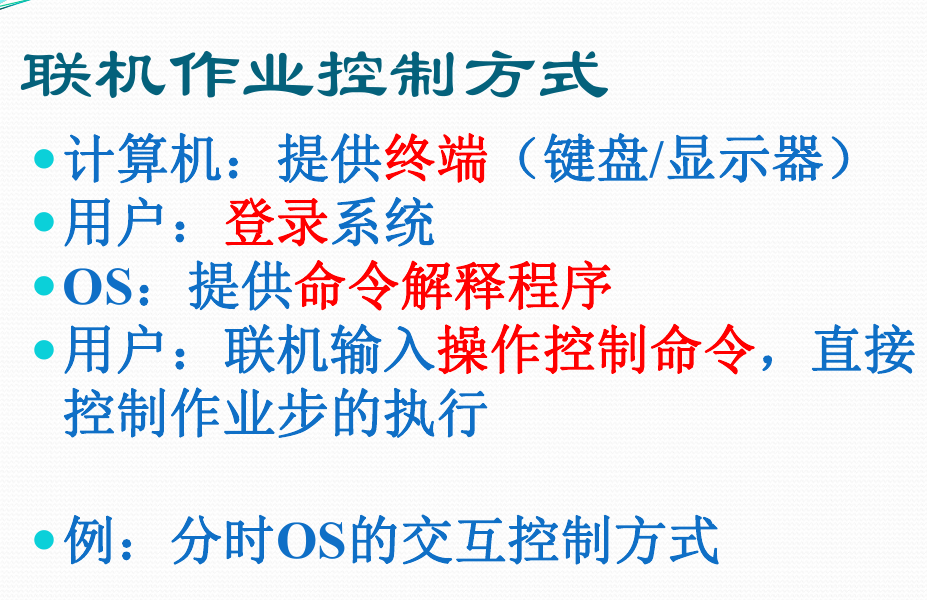 联机作业控制方式
•计算机：提供终端（键盘/显示器）
•用户：登录系统
•OS：提供命令解释程序
•用户：联机输入操作控制命令，直接
控制作业步的执行
•例：分时OS的交互控制方式